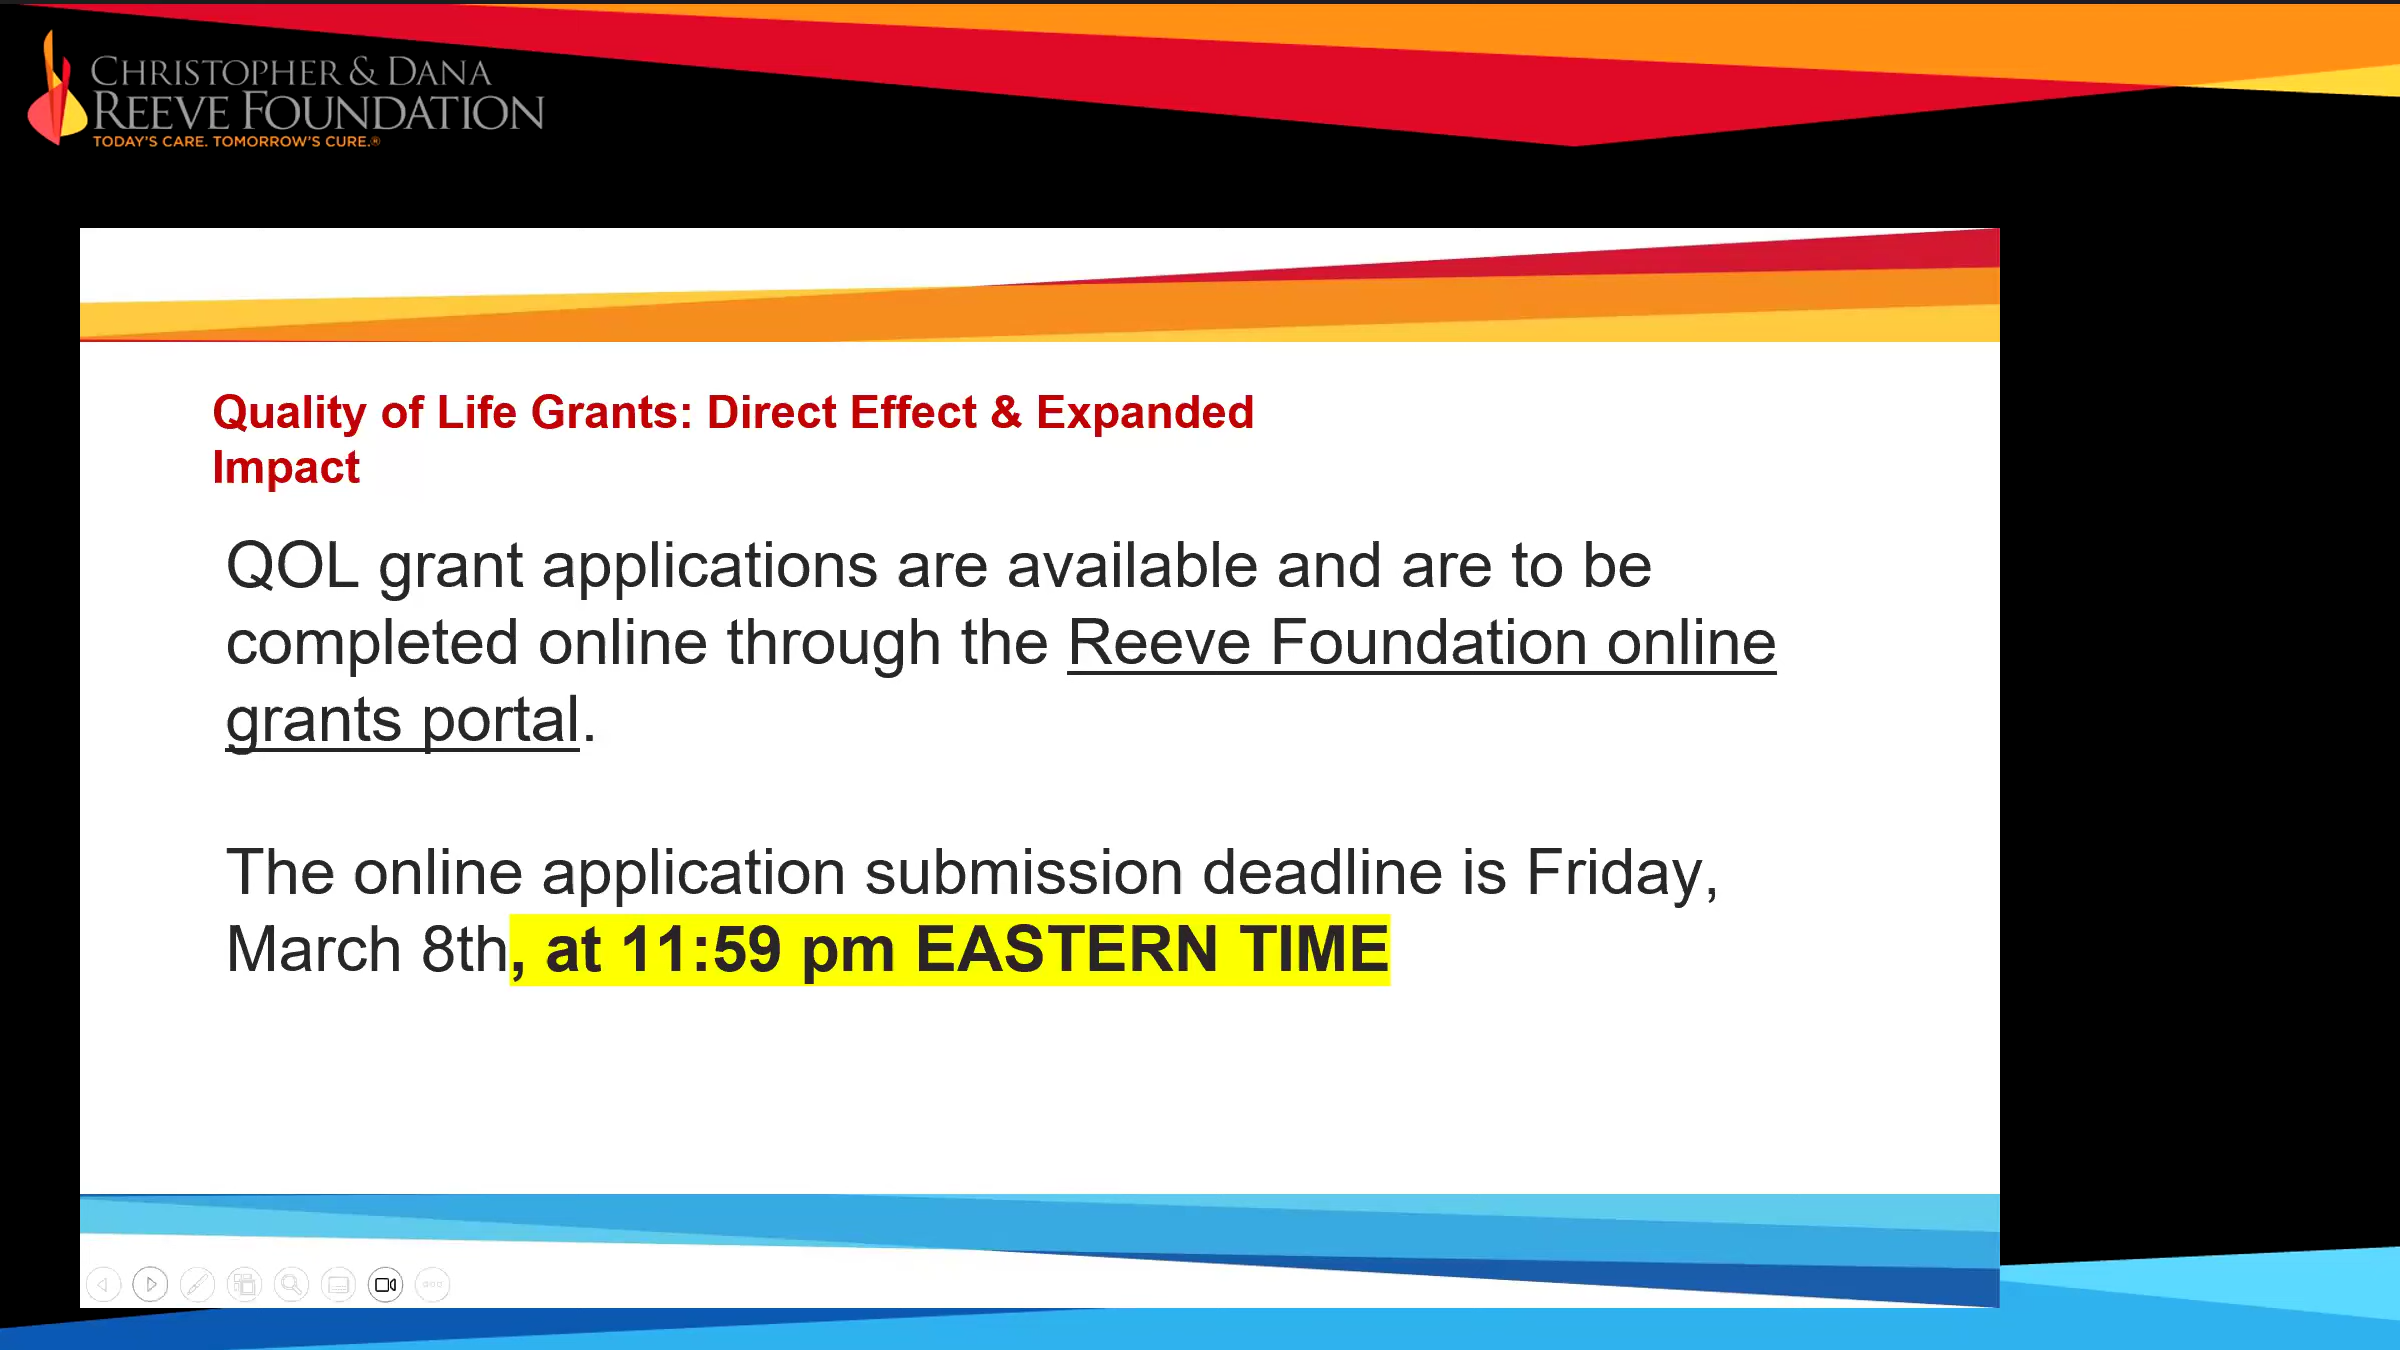 CHRISTOPHER & DANA
REEVE FOUNDATION
TODAY'S CARE. TOMORROW'S CURE.®
Quality of Life Grants: Direct Effect & Expanded
Impact
QOL grant applications are available and are to be
completed online through the Reeve Foundation online
grants portal.
The online application submission deadline is Friday,
March 8th, at 11:59 pm EASTERN TIME